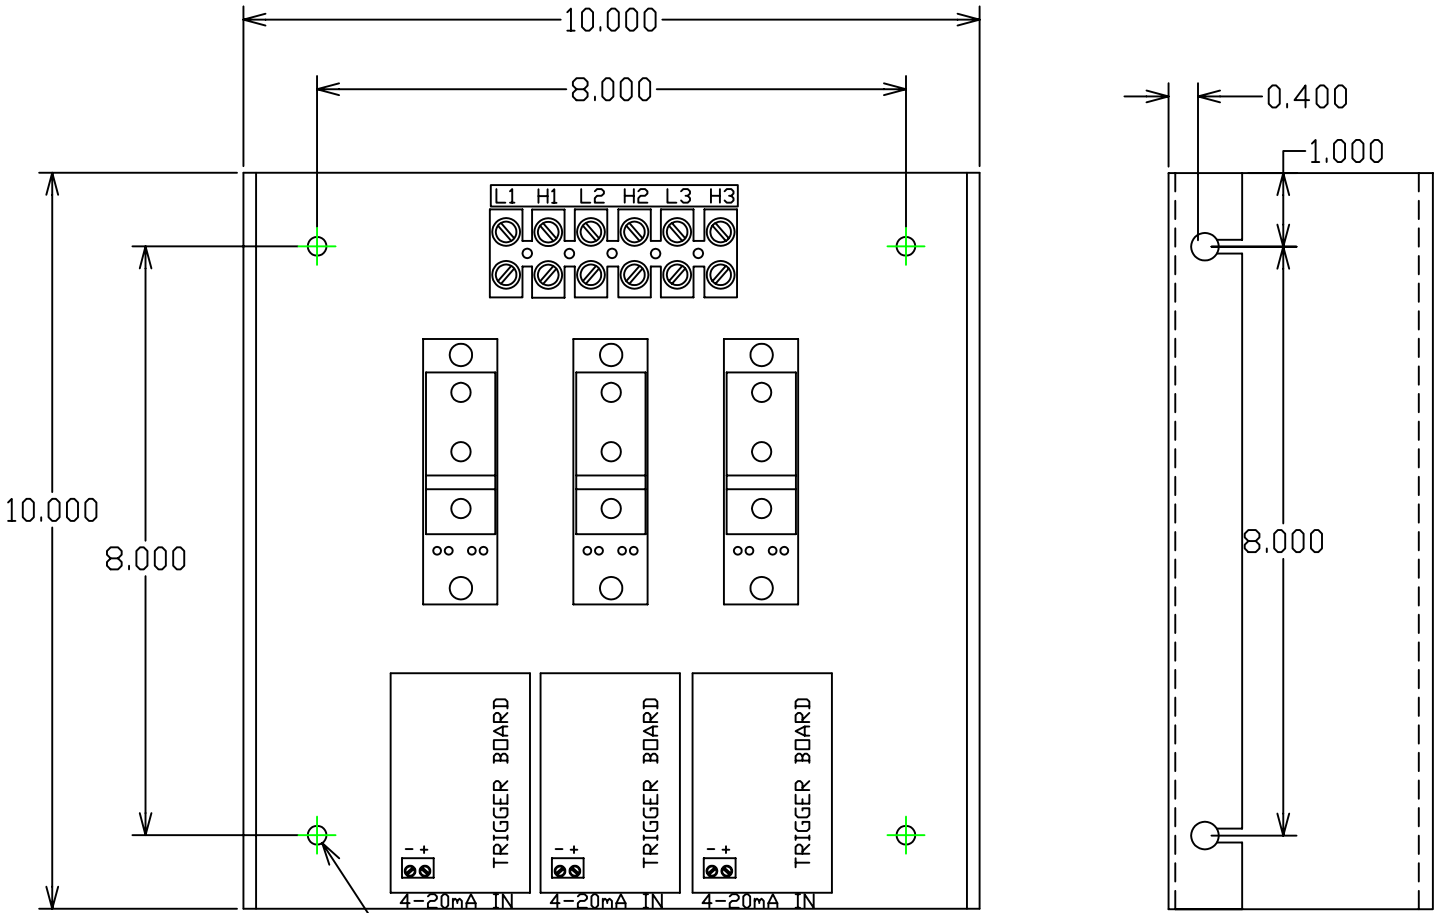 10.000
8.000
0.400
1.000
L1 H1 L2 H2 L3 H3
10.000
8.000
8.000
TRIGGER BOARD
TRIGGER BOARD
TRIGGER BOARD
- +
- +
- +
4-20mA IN
4-20mA IN
4-20mA IN